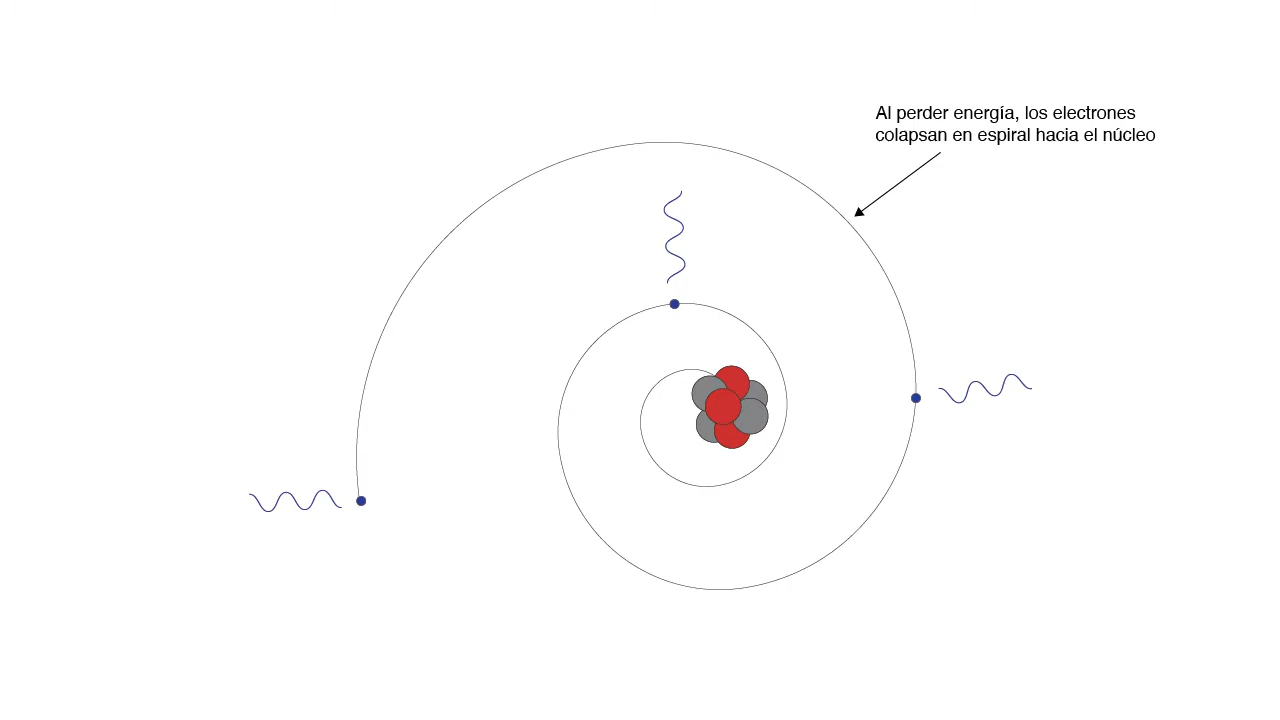 Al perder energía, los electrones
colapsan en espiral hacia el núcleo